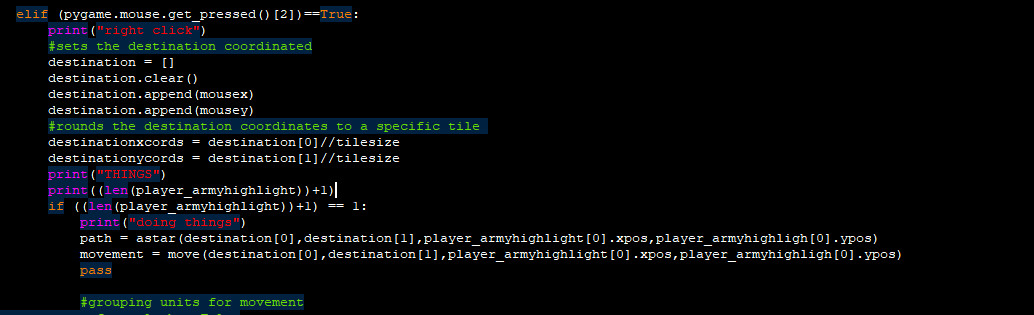 elif (pygame.mouse.get_pressed()[2])==True:
print("right click")
#sets the destination coordinated
destination = []
destination.clear()
destination.append(mousex)
destination.append(mousey)
#rounds the destination coordinates to a specific tile
destinationxcords = destination[0]//tilesize
destinationycords = destination[1]//tilesize
print("THINGS")
print((len(player_armyhighlight))+1)
if ((len(player_armyhighlight))+1) == 1:
print("doing things")
path = astar(destination[0],destination[1],player_armyhighlight[0].xpos,player_armyhighligh[0].ypos)
movement = move(destination[0],destination[1],player_armyhighlight[0].xpos,player_armyhighligh[0].ypos)
pass
#grouping units for movement